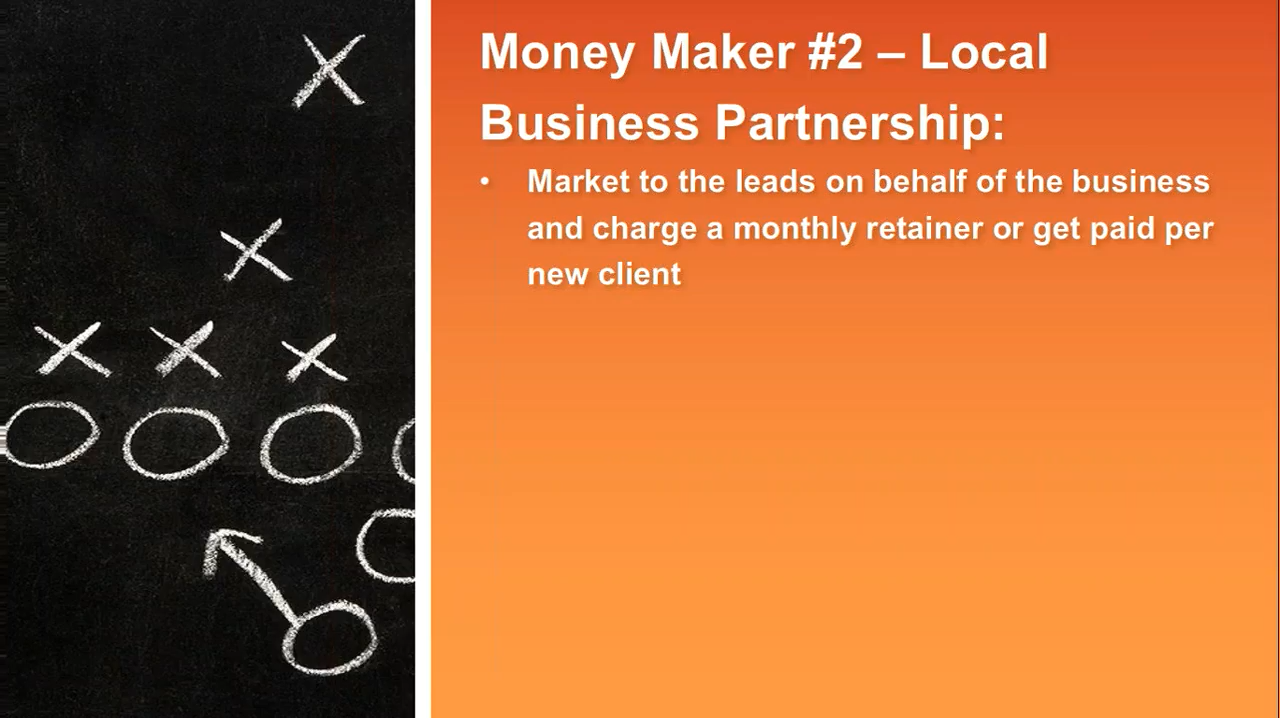 Money Maker #2 – Local
Business Partnership:
• Market to the leads on behalf of the business
and charge a monthly retainer or get paid per
new client